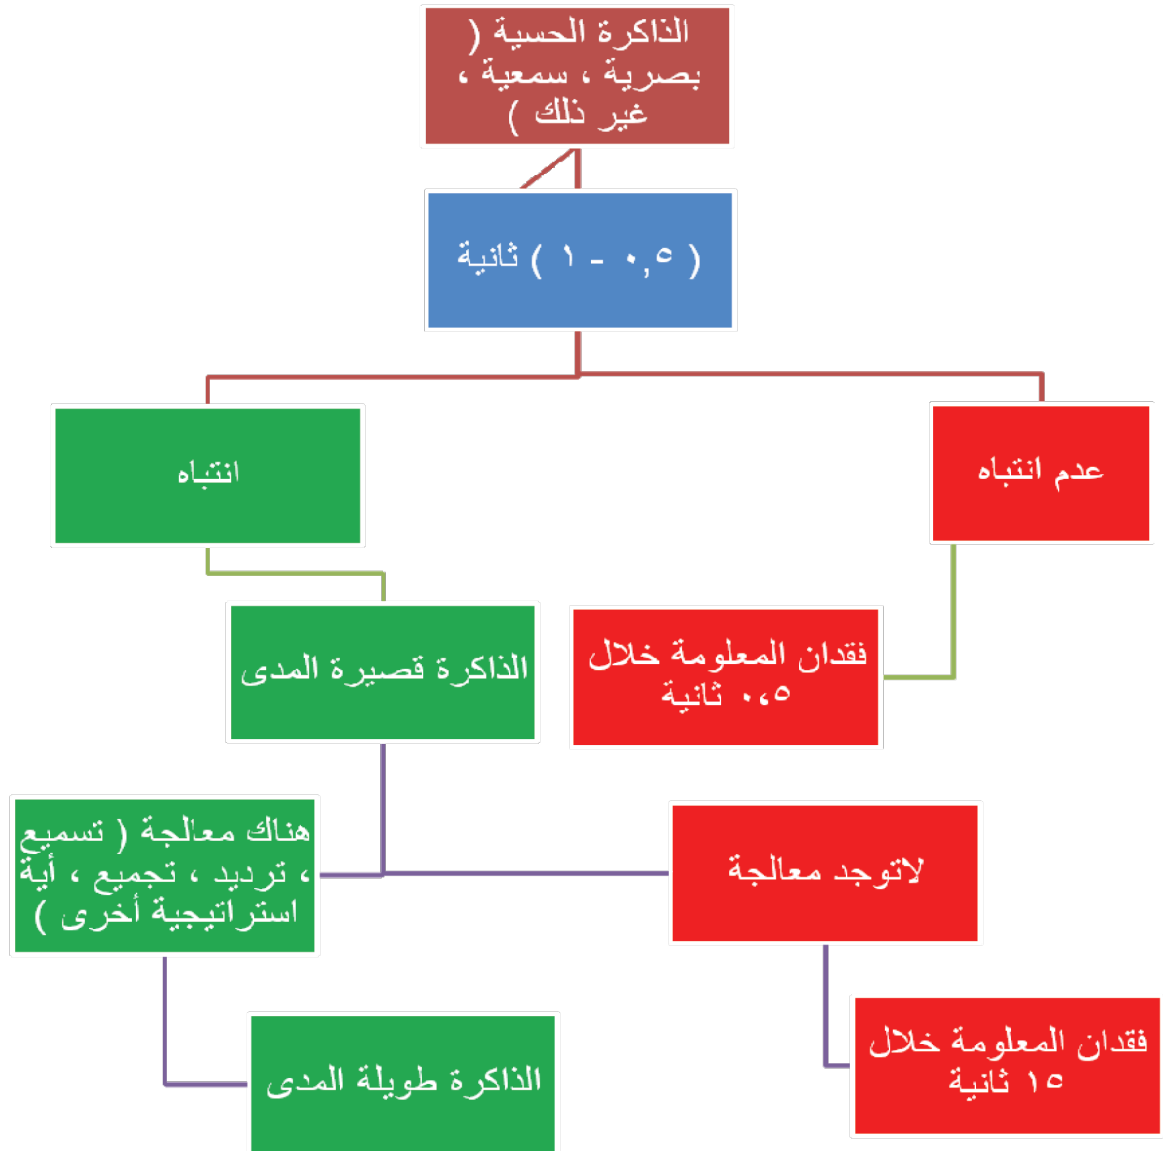 الذاكرة الحسية (
بصرية ، سمعية ،
غير ذلك )
( ٠,٥ - ١ ) ثانية
انتباه
عدم انتباه
الذاكرة قصيرة المدى
فقدان المعلومة خلال
٠،٥ ثانية
هناك معالجة ( تسميع
، ترديد ، تجميع ، أية
استراتيجية أخرى )
لاتوجد معالجة
الذاكرة طويلة المدى
فقدان المعلومة خلال
١٥ ثانية